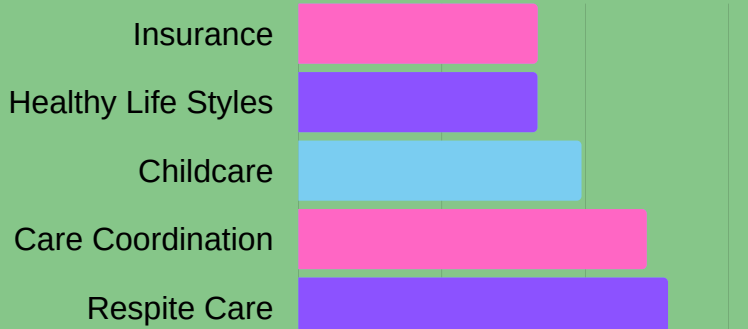 Insurance
Healthy Life Styles
Childcare
Care Coordination
Respite Care